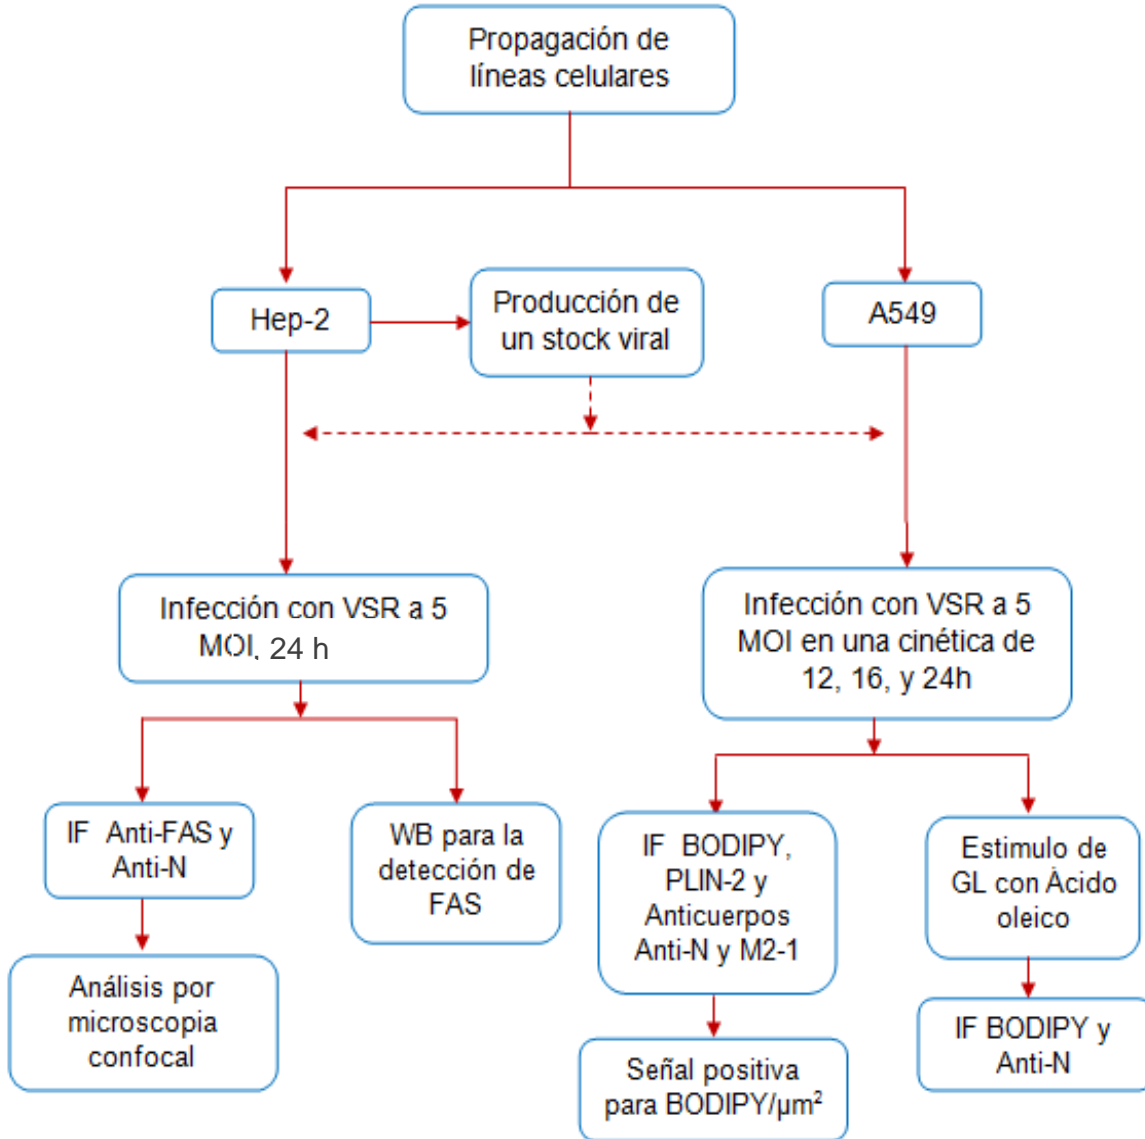 Propagación de
líneas celulares
Hep-2
Producción de
un stock viral
A549
Infección con VSR a 5
MOI, 24 h
Infección con VSR a 5
MOI en una cinética de
12, 16, y 24h
IF Anti-FAS y
Anti-N
WB para la
detección de
FAS
IF BODIPY,
PLIN-2 y
Anticuerpos
Anti-N y M2-1
Estimulo de
GL con Àcido
oleico
Análisis por
microscopia
confocal
Señal positiva
para BODIPY/µm²
IF BODIPY y
Anti-N